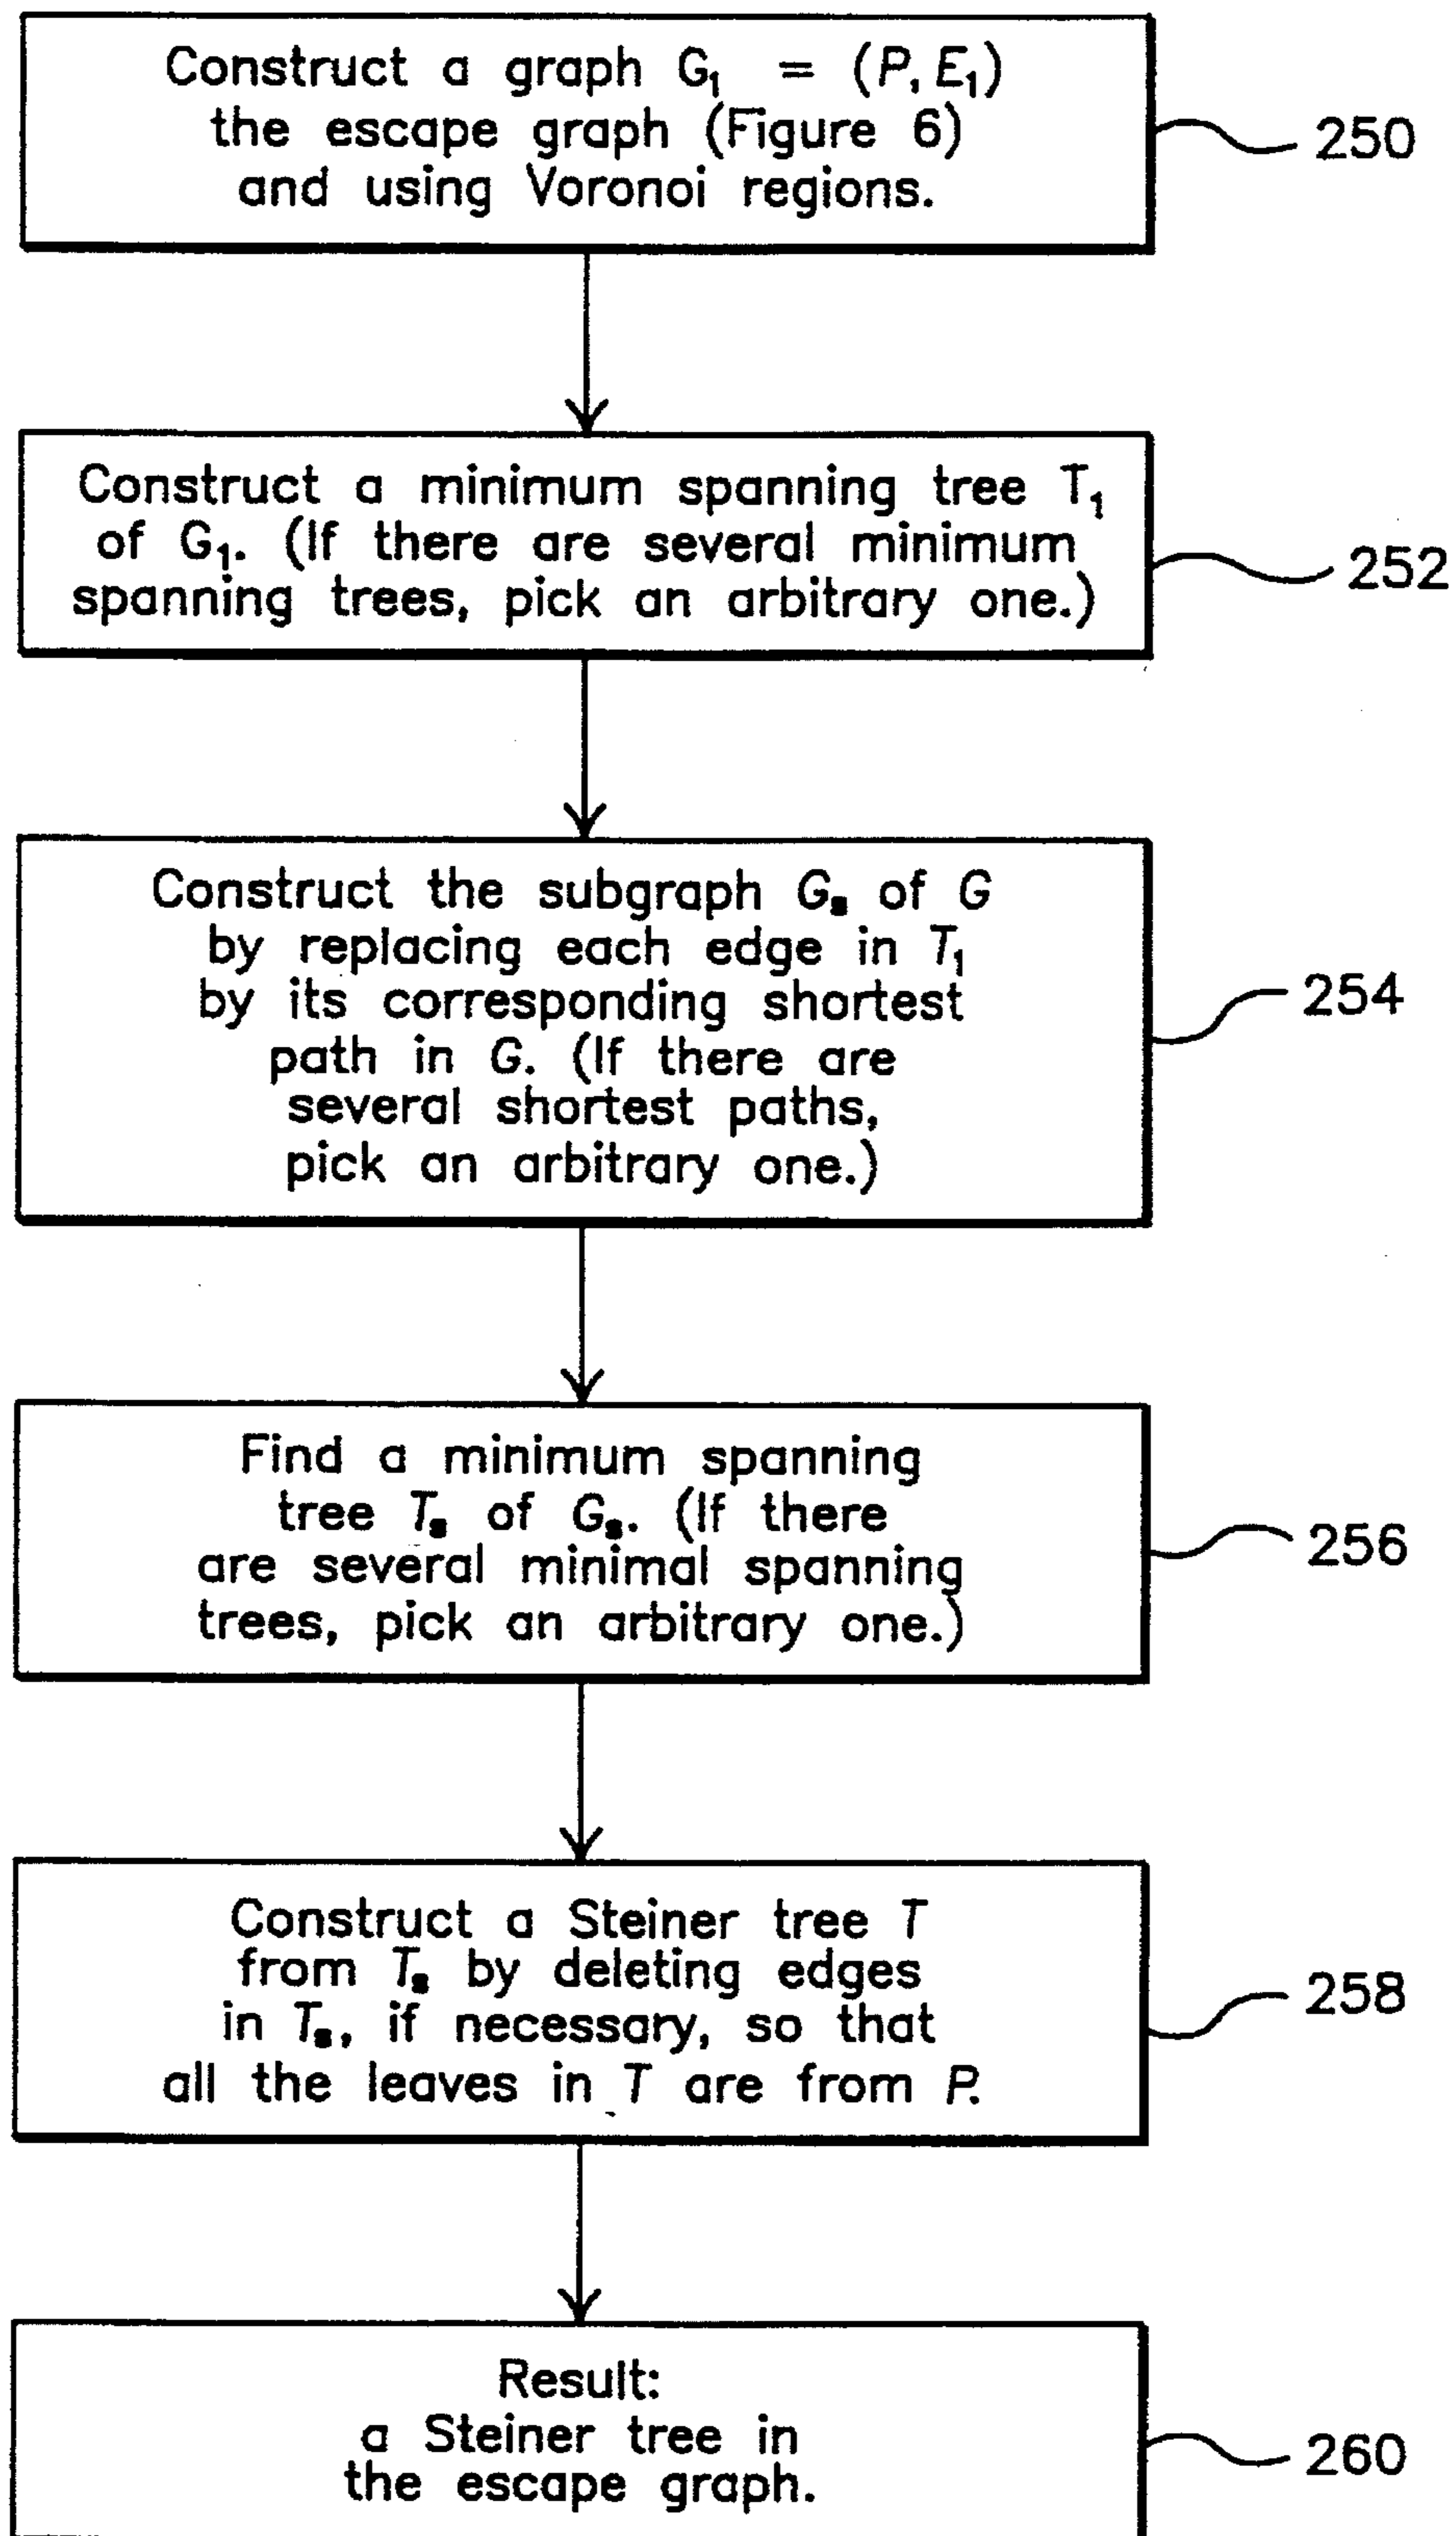 Construct a graph G₁ = (P, E₁)
the escape graph (Figure 6)
and using Voronoi regions.
250
Construct a minimum spanning tree T₁
of G₁. (If there are several minimum
spanning trees, pick an arbitrary one.)
252
Construct the subgraph Gₛ of G
by replacing each edge in T₁
by its corresponding shortest
path in G. (If there are
several shortest paths,
pick an arbitrary one.)
254
Find a minimum spanning
tree Tₛ of Gₛ. (If there
are several minimal spanning
trees, pick an arbitrary one.)
256
Construct a Steiner tree T
from Tₛ by deleting edges
in Tₛ, if necessary, so that
all the leaves in T are from P.
258
Result:
a Steiner tree in
the escape graph.
260